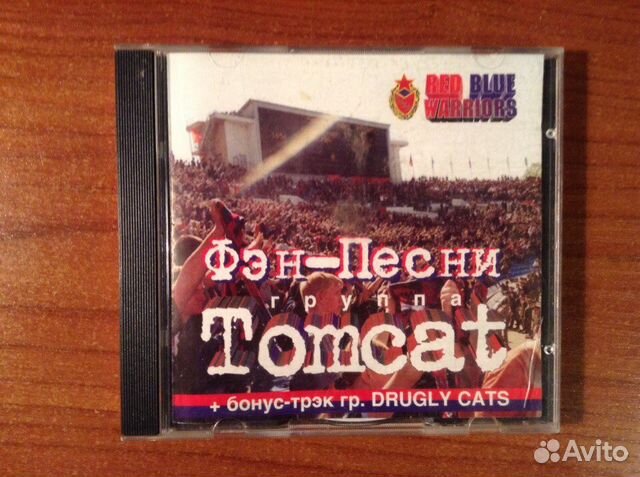 RED BLUE
WARRIORS
Фэн-Песни
группа
Tomcat
+ бонус-трэк гр. DRUGLY CATS
Avito